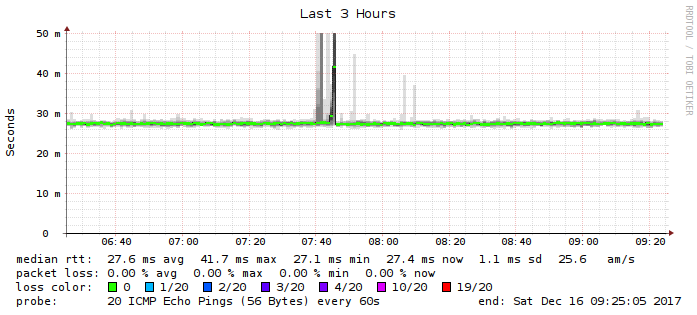 Last 3 Hours
RRDTOOL / TOBI OETIKER
Seconds
50 m
40 m
30 m
20 m
10 m
0
06:40 07:00 07:20 07:40 08:00 08:20 08:40 09:00 09:20
median rtt: 27.6 ms avg 41.7 ms max 27.1 ms min 27.4 ms now 1.1 ms sd 25.6 am/s
packet loss: 0.00 % avg 0.00 % max 0.00 % min 0.00 % now
loss color: 0 1/20 2/20 3/20 4/20 10/20 19/20
probe: 20 ICMP Echo Pings (56 Bytes) every 60s end: Sat Dec 16 09:25:05 2017